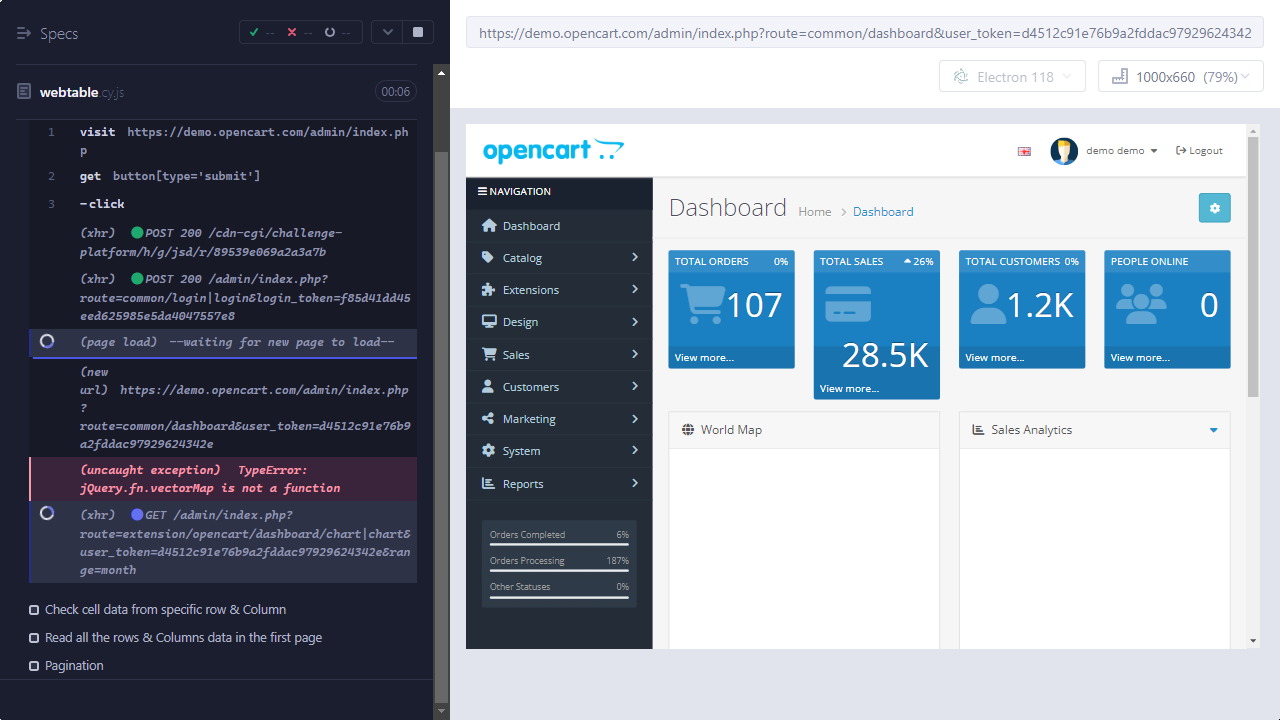 Specs
-- -- --
webtable.cy.js
00:06
1 visit https://demo.opencart.com/admin/index.ph
p
2 get button[type='submit']
3 -click
(xhr) POST 200 /cdn-cgi/challenge-
platform/h/g/jsd/r/89539e069a2a3a7b
(xhr) POST 200 /admin/index.php?
route=common/login|login&login_token=f85d41dd45
eed625985e5da4047557e8
(page load) --waiting for new page to load--
(new
url) https://demo.opencart.com/admin/index.php
?
route=common/dashboard&user_token=d4512c91e76b9
a2fddac97929624342e
(uncaught exception) TypeError:
jQuery.fn.vectorMap is not a function
(xhr) GET /admin/index.php?
route=extension/opencart/dashboard/chart|chart&
user_token=d4512c91e76b9a2fddac97929624342e&ran
ge=month
Check cell data from specific row & Column
Read all the rows & Columns data in the first page
Pagination
https://demo.opencart.com/admin/index.php?route=common/dashboard&user_token=d4512c91e76b9a2fddac97929624342
Electron 118
1000x660 (79%)
opencart
demo demo
Logout
NAVIGATION
Dashboard
Catalog
Extensions
Design
Sales
Customers
Marketing
System
Reports
Orders Completed 6%
Orders Processing 187%
Other Statuses 0%
Dashboard Home > Dashboard
TOTAL ORDERS 0%
107
View more...
TOTAL SALES 26%
28.5K
View more...
TOTAL CUSTOMERS 0%
1.2K
View more...
PEOPLE ONLINE
0
View more...
World Map
Sales Analytics